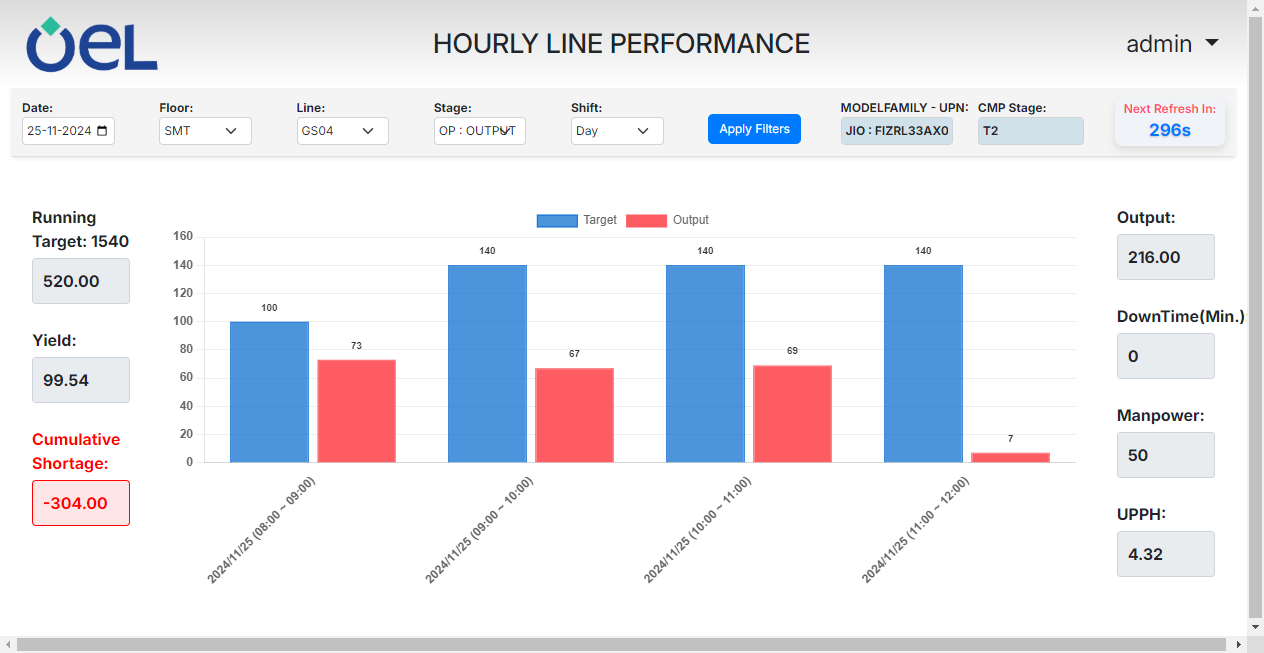 oeL
HOURLY LINE PERFORMANCE
admin
Date:
Floor:
Line:
Stage:
Shift:
MODELFAMILY - UPN:
CMP Stage:
Next Refresh In:
25-11-2024
SMT
GS04
OP : OUTPUT
Day
Apply Filters
JIO : FIZRL33AX0
T2
296s
Running
Target: 1540
520.00
Yield:
99.54
Cumulative
Shortage:
-304.00
Target
Output
160
140
120
100
80
60
40
20
0
100
73
140
67
140
69
140
7
2024/11/25 (08:00 ~ 09:00)
2024/11/25 (09:00 ~ 10:00)
2024/11/25 (10:00 ~ 11:00)
2024/11/25 (11:00 ~ 12:00)
Output:
216.00
DownTime(Min.):
0
Manpower:
50
UPPH:
4.32